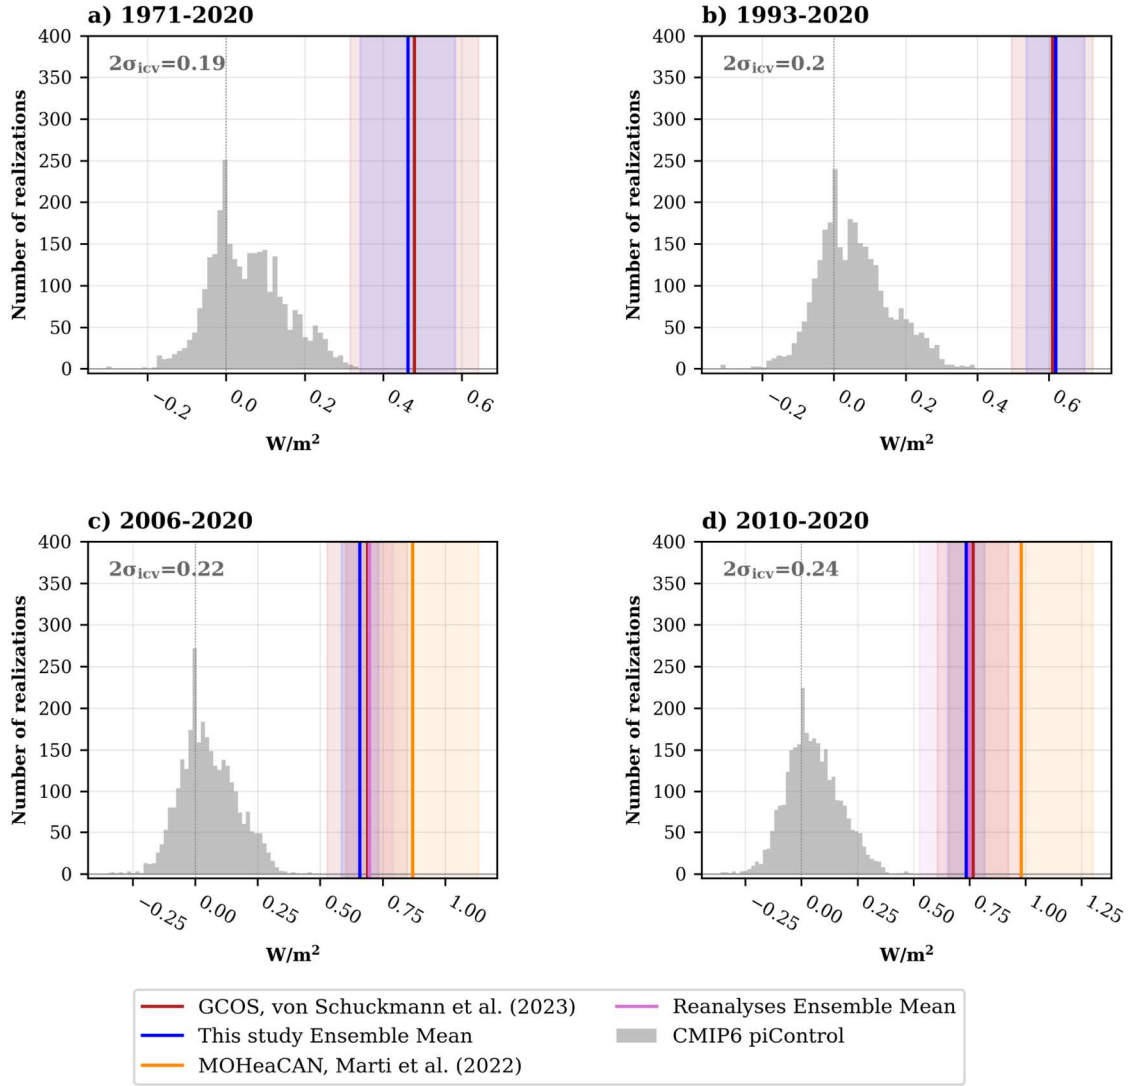 a) 1971-2020
2σicv=0.19
400
350
300
250
200
150
100
50
0
Number of realizations
−0.2
0.0
0.2
0.4
0.6
W/m²
b) 1993-2020
2σicv=0.2
400
350
300
250
200
150
100
50
0
Number of realizations
−0.2
0.0
0.2
0.4
0.6
W/m²
c) 2006-2020
2σicv=0.22
400
350
300
250
200
150
100
50
0
Number of realizations
−0.25
0.00
0.25
0.50
0.75
1.00
W/m²
d) 2010-2020
2σicv=0.24
400
350
300
250
200
150
100
50
0
Number of realizations
−0.25
0.00
0.25
0.50
0.75
1.00
1.25
W/m²
GCOS, von Schuckmann et al. (2023)
This study Ensemble Mean
MOHeaCAN, Marti et al. (2022)
Reanalyses Ensemble Mean
CMIP6 piControl